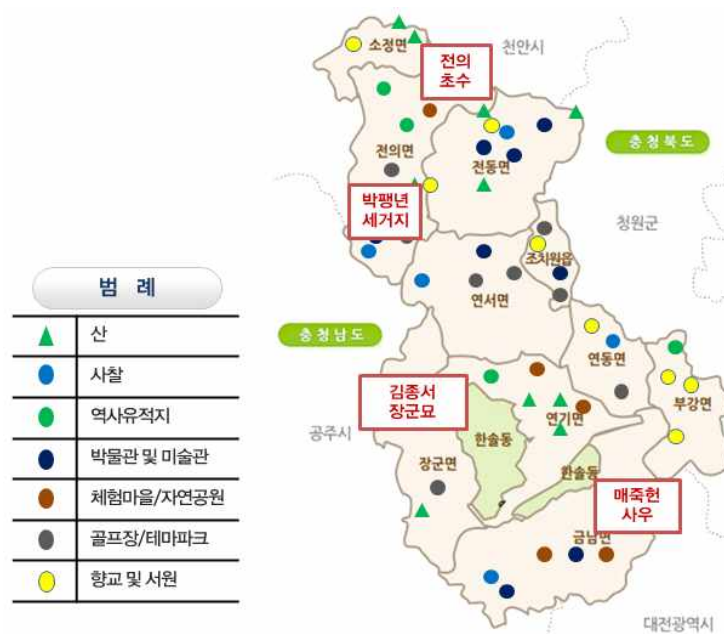 소정면
천안시
전의
초수
충청북도
전의면
전동면
박팽년
세거지
청원군
조치원읍
연서면
범 례
산
사찰
역사유적지
박물관 및 미술관
체험마을/자연공원
골프장/테마파크
향교 및 서원
충청남도
연동면
부강면
김종서
장군묘
연기면
공주시
한솔동
장군면
한솔동
매죽헌
사우
금남면
대전광역시